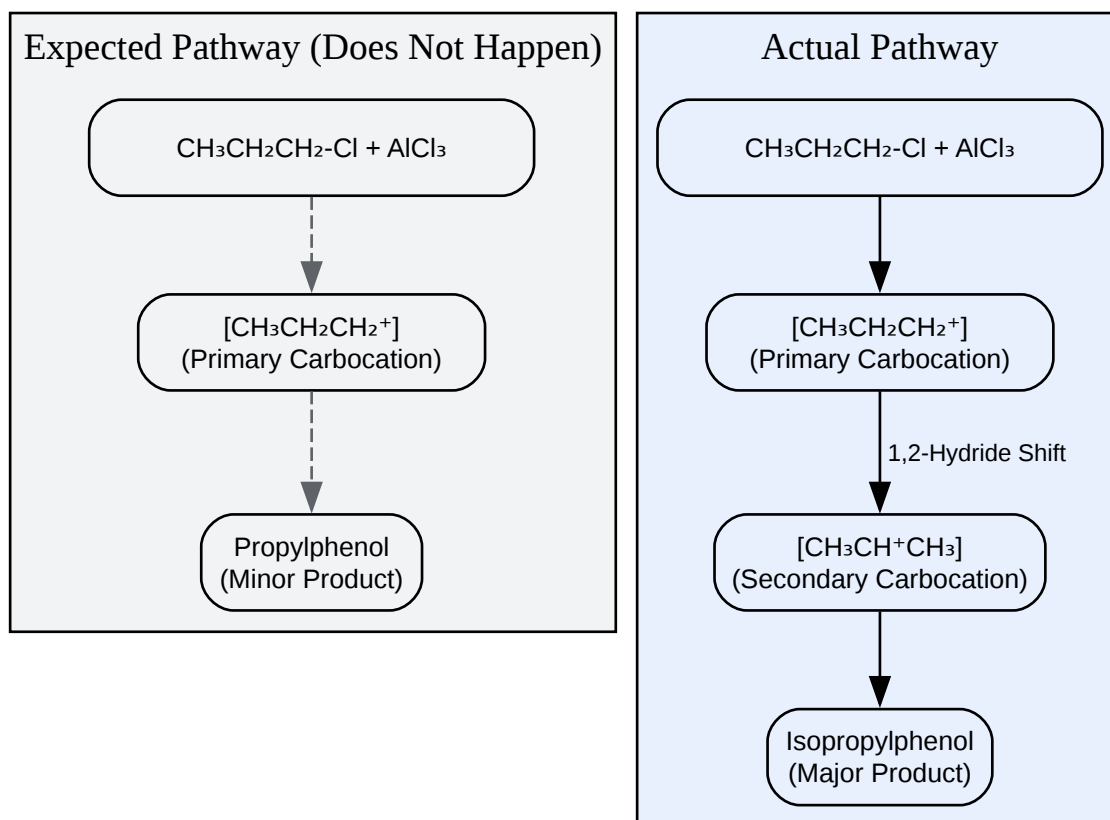 Expected Pathway (Does Not Happen)
CH₃CH₂CH₂-Cl + AlCl₃
[CH₃CH₂CH₂⁺]
(Primary Carbocation)
Propylphenol
(Minor Product)
Actual Pathway
CH₃CH₂CH₂-Cl + AlCl₃
[CH₃CH₂CH₂⁺]
(Primary Carbocation)
1,2-Hydride Shift
[CH₃CH⁺CH₃]
(Secondary Carbocation)
Isopropylphenol
(Major Product)